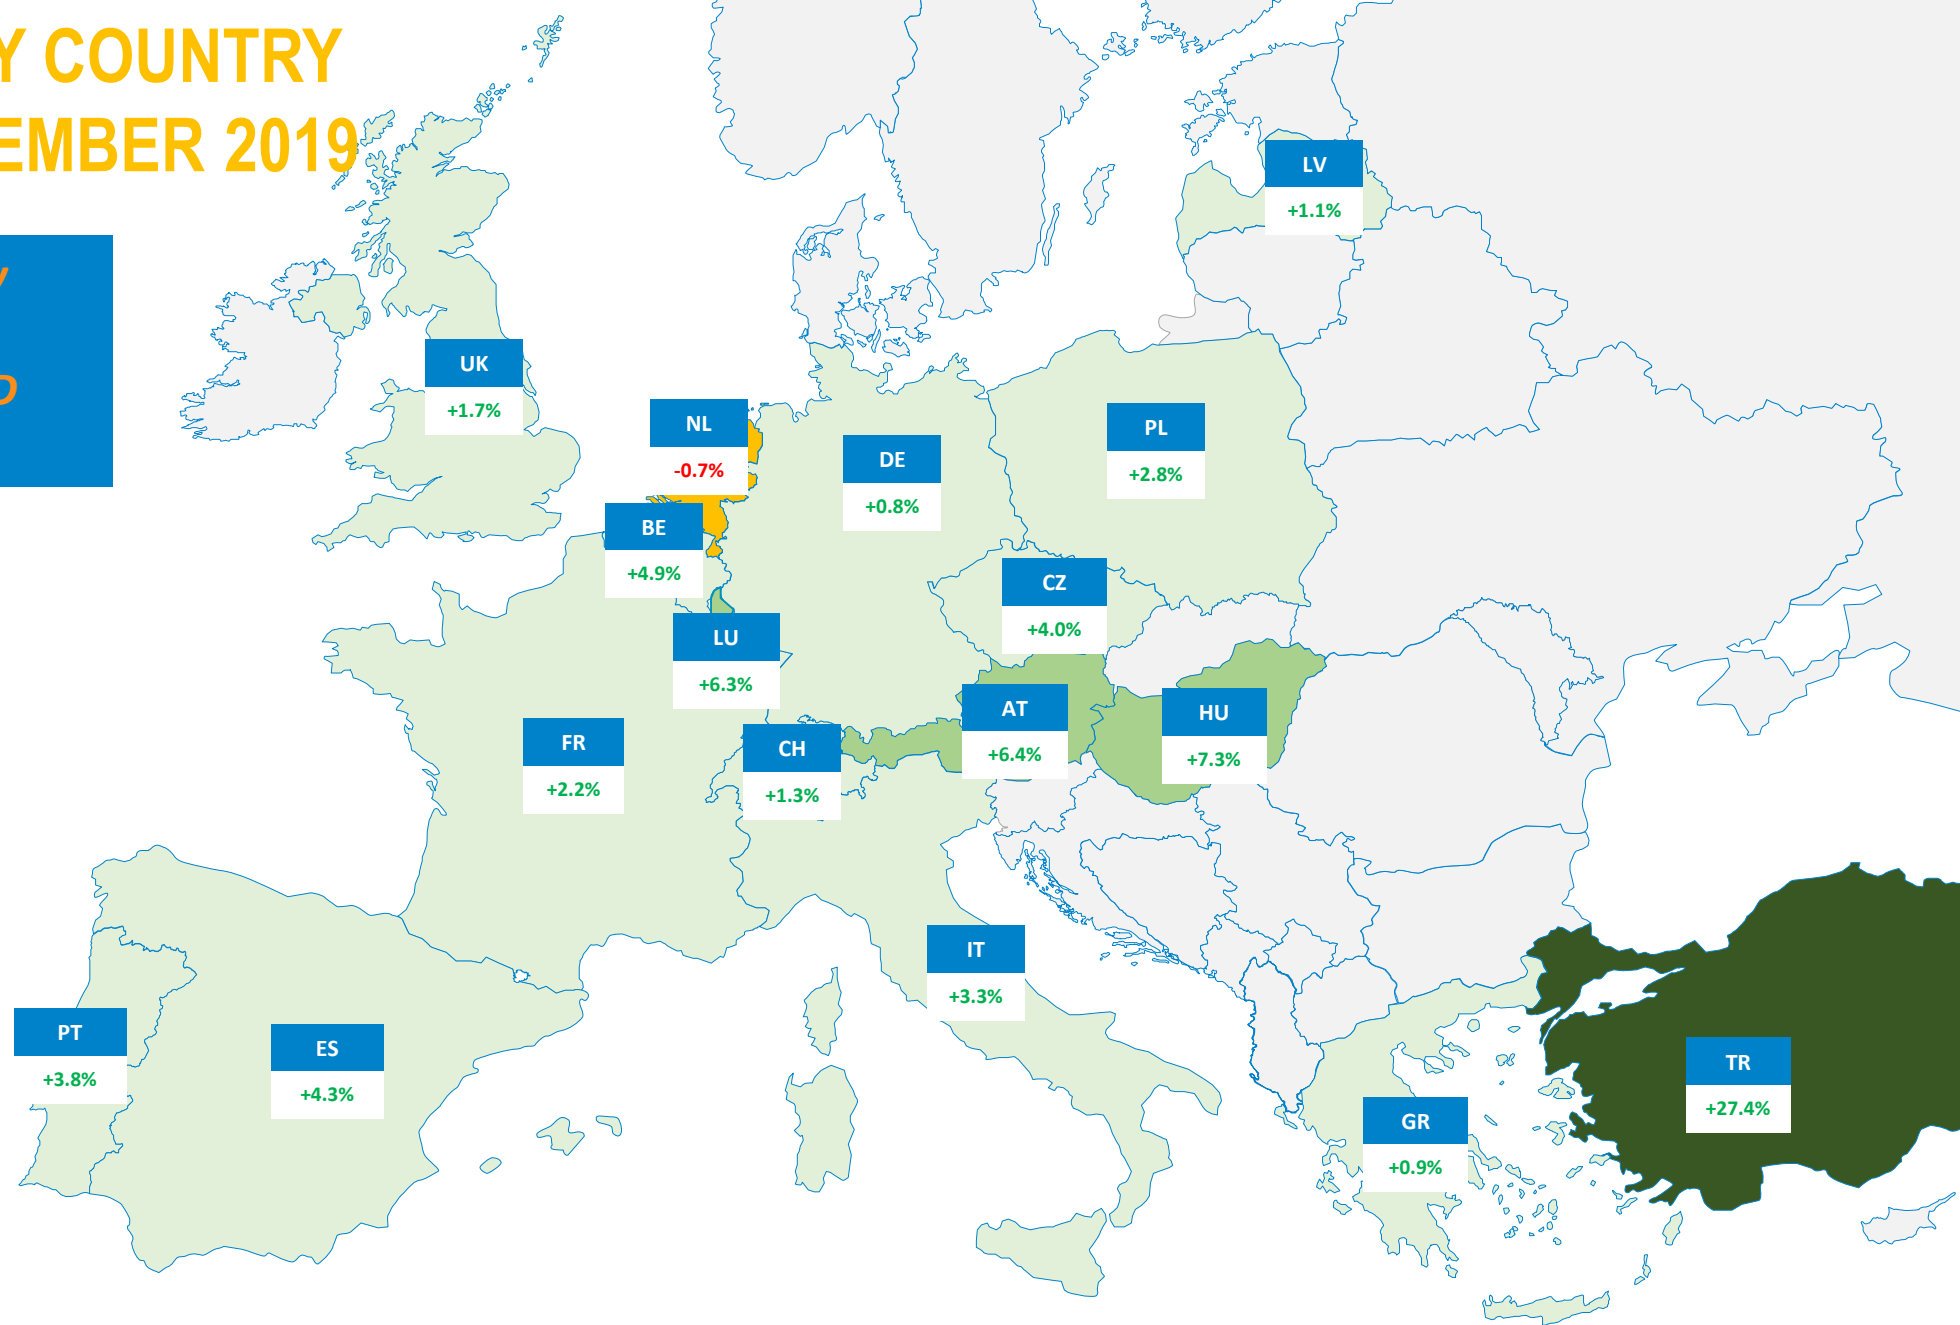 Y COUNTRY
EMBER 2019
LV
+1.1%
UK
+1.7%
NL
-0.7%
PL
+2.8%
DE
+0.8%
BE
+4.9%
CZ
+4.0%
LU
+6.3%
AT
+6.4%
HU
+7.3%
FR
+2.2%
CH
+1.3%
IT
+3.3%
PT
+3.8%
ES
+4.3%
TR
+27.4%
GR
+0.9%